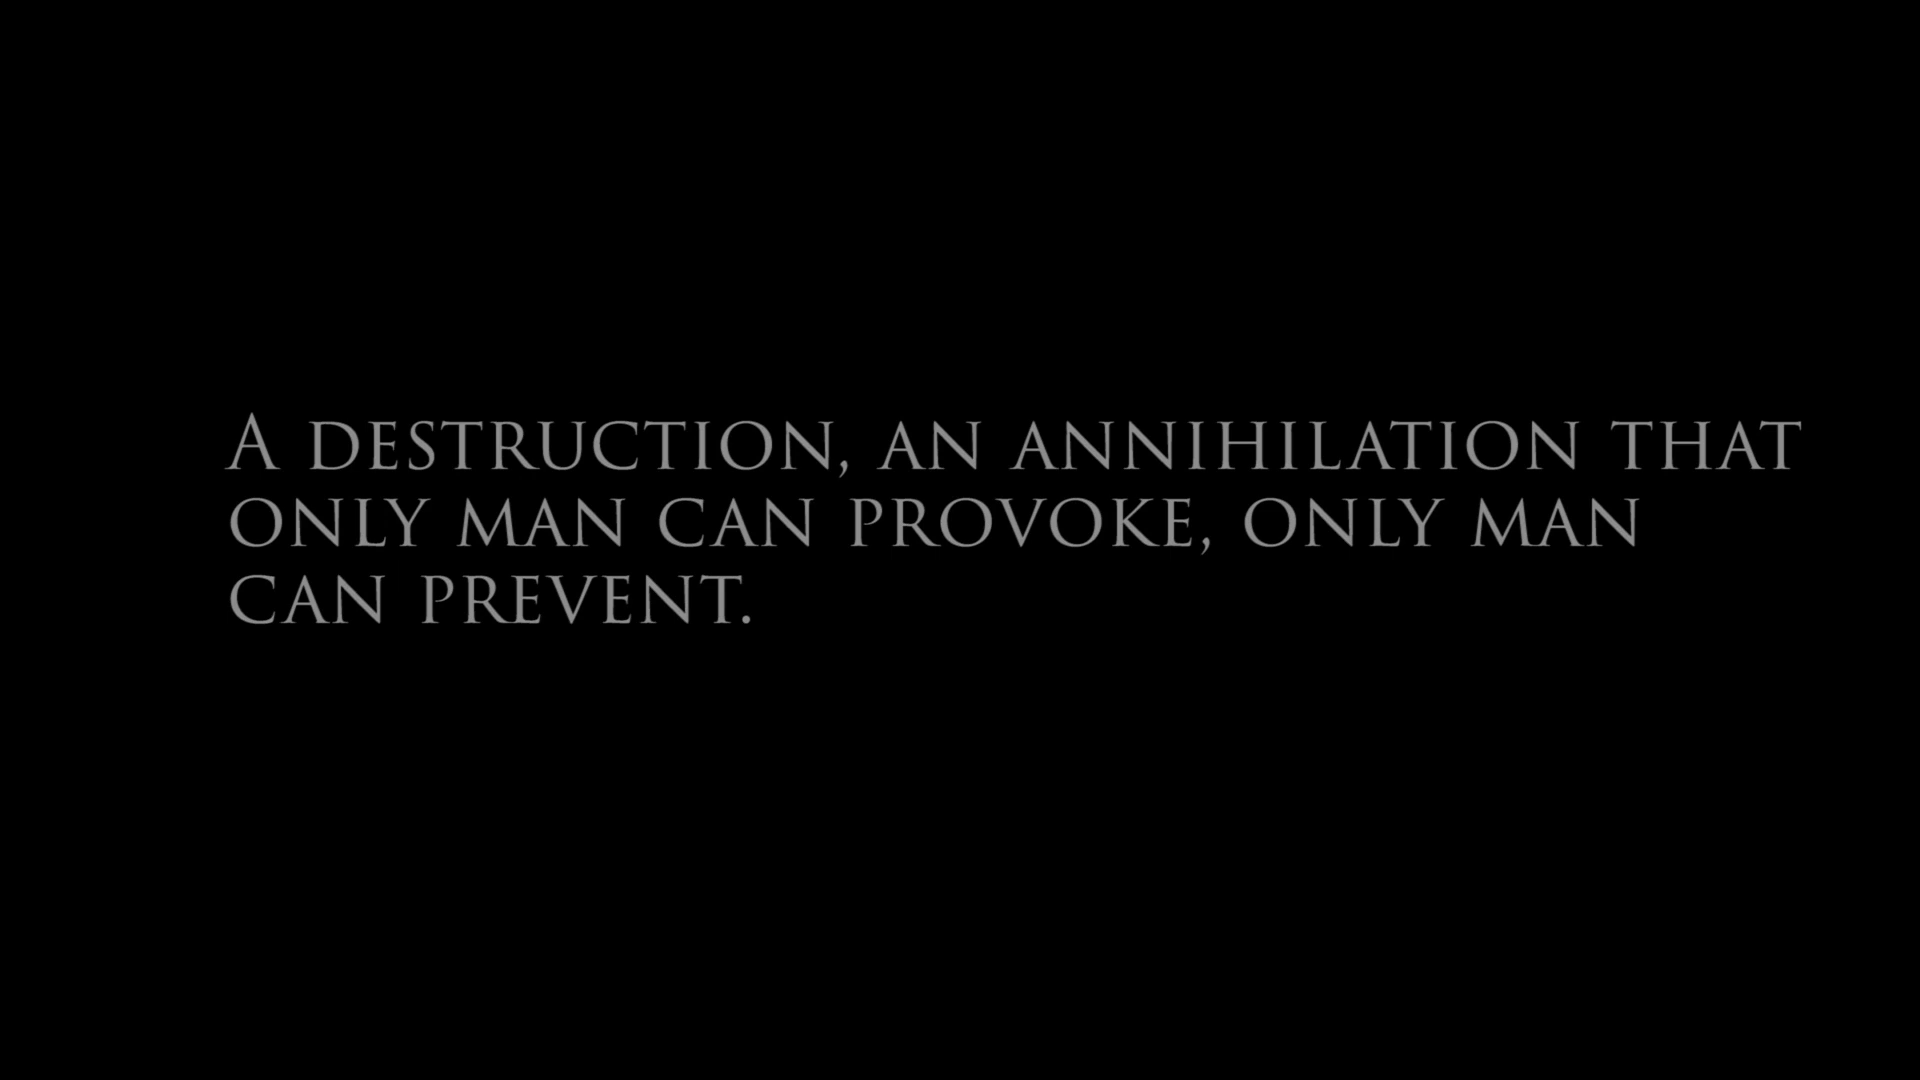 A DESTRUCTION, AN ANNIHILATION THAT
ONLY MAN CAN PROVOKE, ONLY MAN
CAN PREVENT.